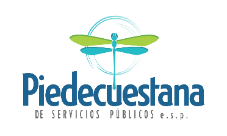 Piedecuestana
DE SERVICIOS PÚBLICOS e.s.p.